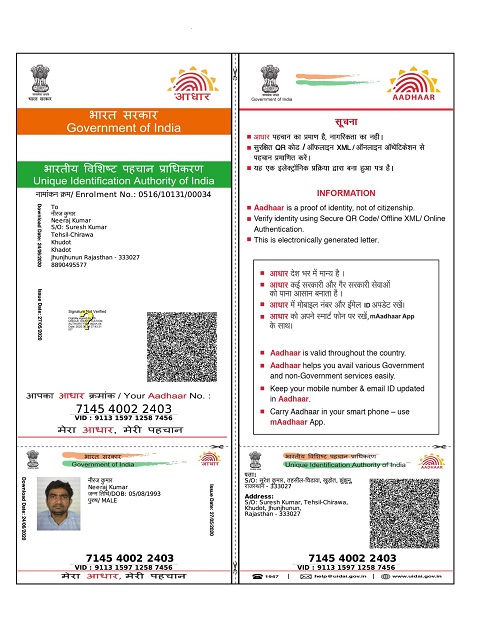 भारत सरकार
आधार
भारत सरकार
Government of India
भारतीय विशिष्ट पहचान प्राधिकरण
Unique Identification Authority of India
नामांकन क्रम/ Enrolment No.: 0516/10131/00034
Download Date: 24/06/2020
To
नीरज कुमार
Neeraj Kumar
S/O: Suresh Kumar
Tehsil-Chirawa
Khudot
Khadot
Jhunjhunun Rajasthan - 333027
8890495577
Issue Date: 27/05/2020
Signature Not Verified
आपका आधार क्रमांक / Your Aadhaar No. :
7145 4002 2403
VID : 9113 1597 1258 7456
मेरा आधार, मेरी पहचान
भारत सरकार
Government of India
Download Date: 24/06/2020
नीरज कुमार
Neeraj Kumar
जन्म तिथि/DOB: 05/08/1993
पुरुष/ MALE
Issue Date: 27/05/2020
7145 4002 2403
VID : 9113 1597 1258 7456
मेरा आधार, मेरी पहचान
Government of India
AADHAAR
सूचना
आधार पहचान का प्रमाण है, नागरिकता का नहीं।
सुरक्षित QR कोड / ऑफलाइन XML / ऑनलाइन ऑथेंटिकेशन से
पहचान प्रमाणित करें।
यह एक इलेक्ट्रॉनिक प्रक्रिया द्वारा बना हुआ पत्र है।
INFORMATION
Aadhaar is a proof of identity, not of citizenship.
Verify identity using Secure QR Code/ Offline XML/ Online
Authentication.
This is electronically generated letter.
आधार देश भर में मान्य है ।
आधार कई सरकारी और गैर सरकारी सेवाओं
को पाना आसान बनाता है ।
आधार में मोबाइल नंबर और ईमेल ID अपडेट रखें।
आधार को अपने स्मार्ट फोन पर रखें, mAadhaar App
के साथ।
Aadhaar is valid throughout the country.
Aadhaar helps you avail various Government
and non-Government services easily.
Keep your mobile number & email ID updated
in Aadhaar.
Carry Aadhaar in your smart phone – use
mAadhaar App.
भारतीय विशिष्ट पहचान प्राधिकरण
Unique Identification Authority of India
AADHAAR
पता:
S/O: सुरेश कुमार, तहसील-चिड़ावा, खुडोत, झुंझुनू,
राजस्थान - 333027
Address:
S/O: Suresh Kumar, Tehsil-Chirawa,
Khudot, Jhunjhunun,
Rajasthan - 333027
7145 4002 2403
VID : 9113 1597 1258 7456
1947
help@uidai.gov.in
www.uidai.gov.in